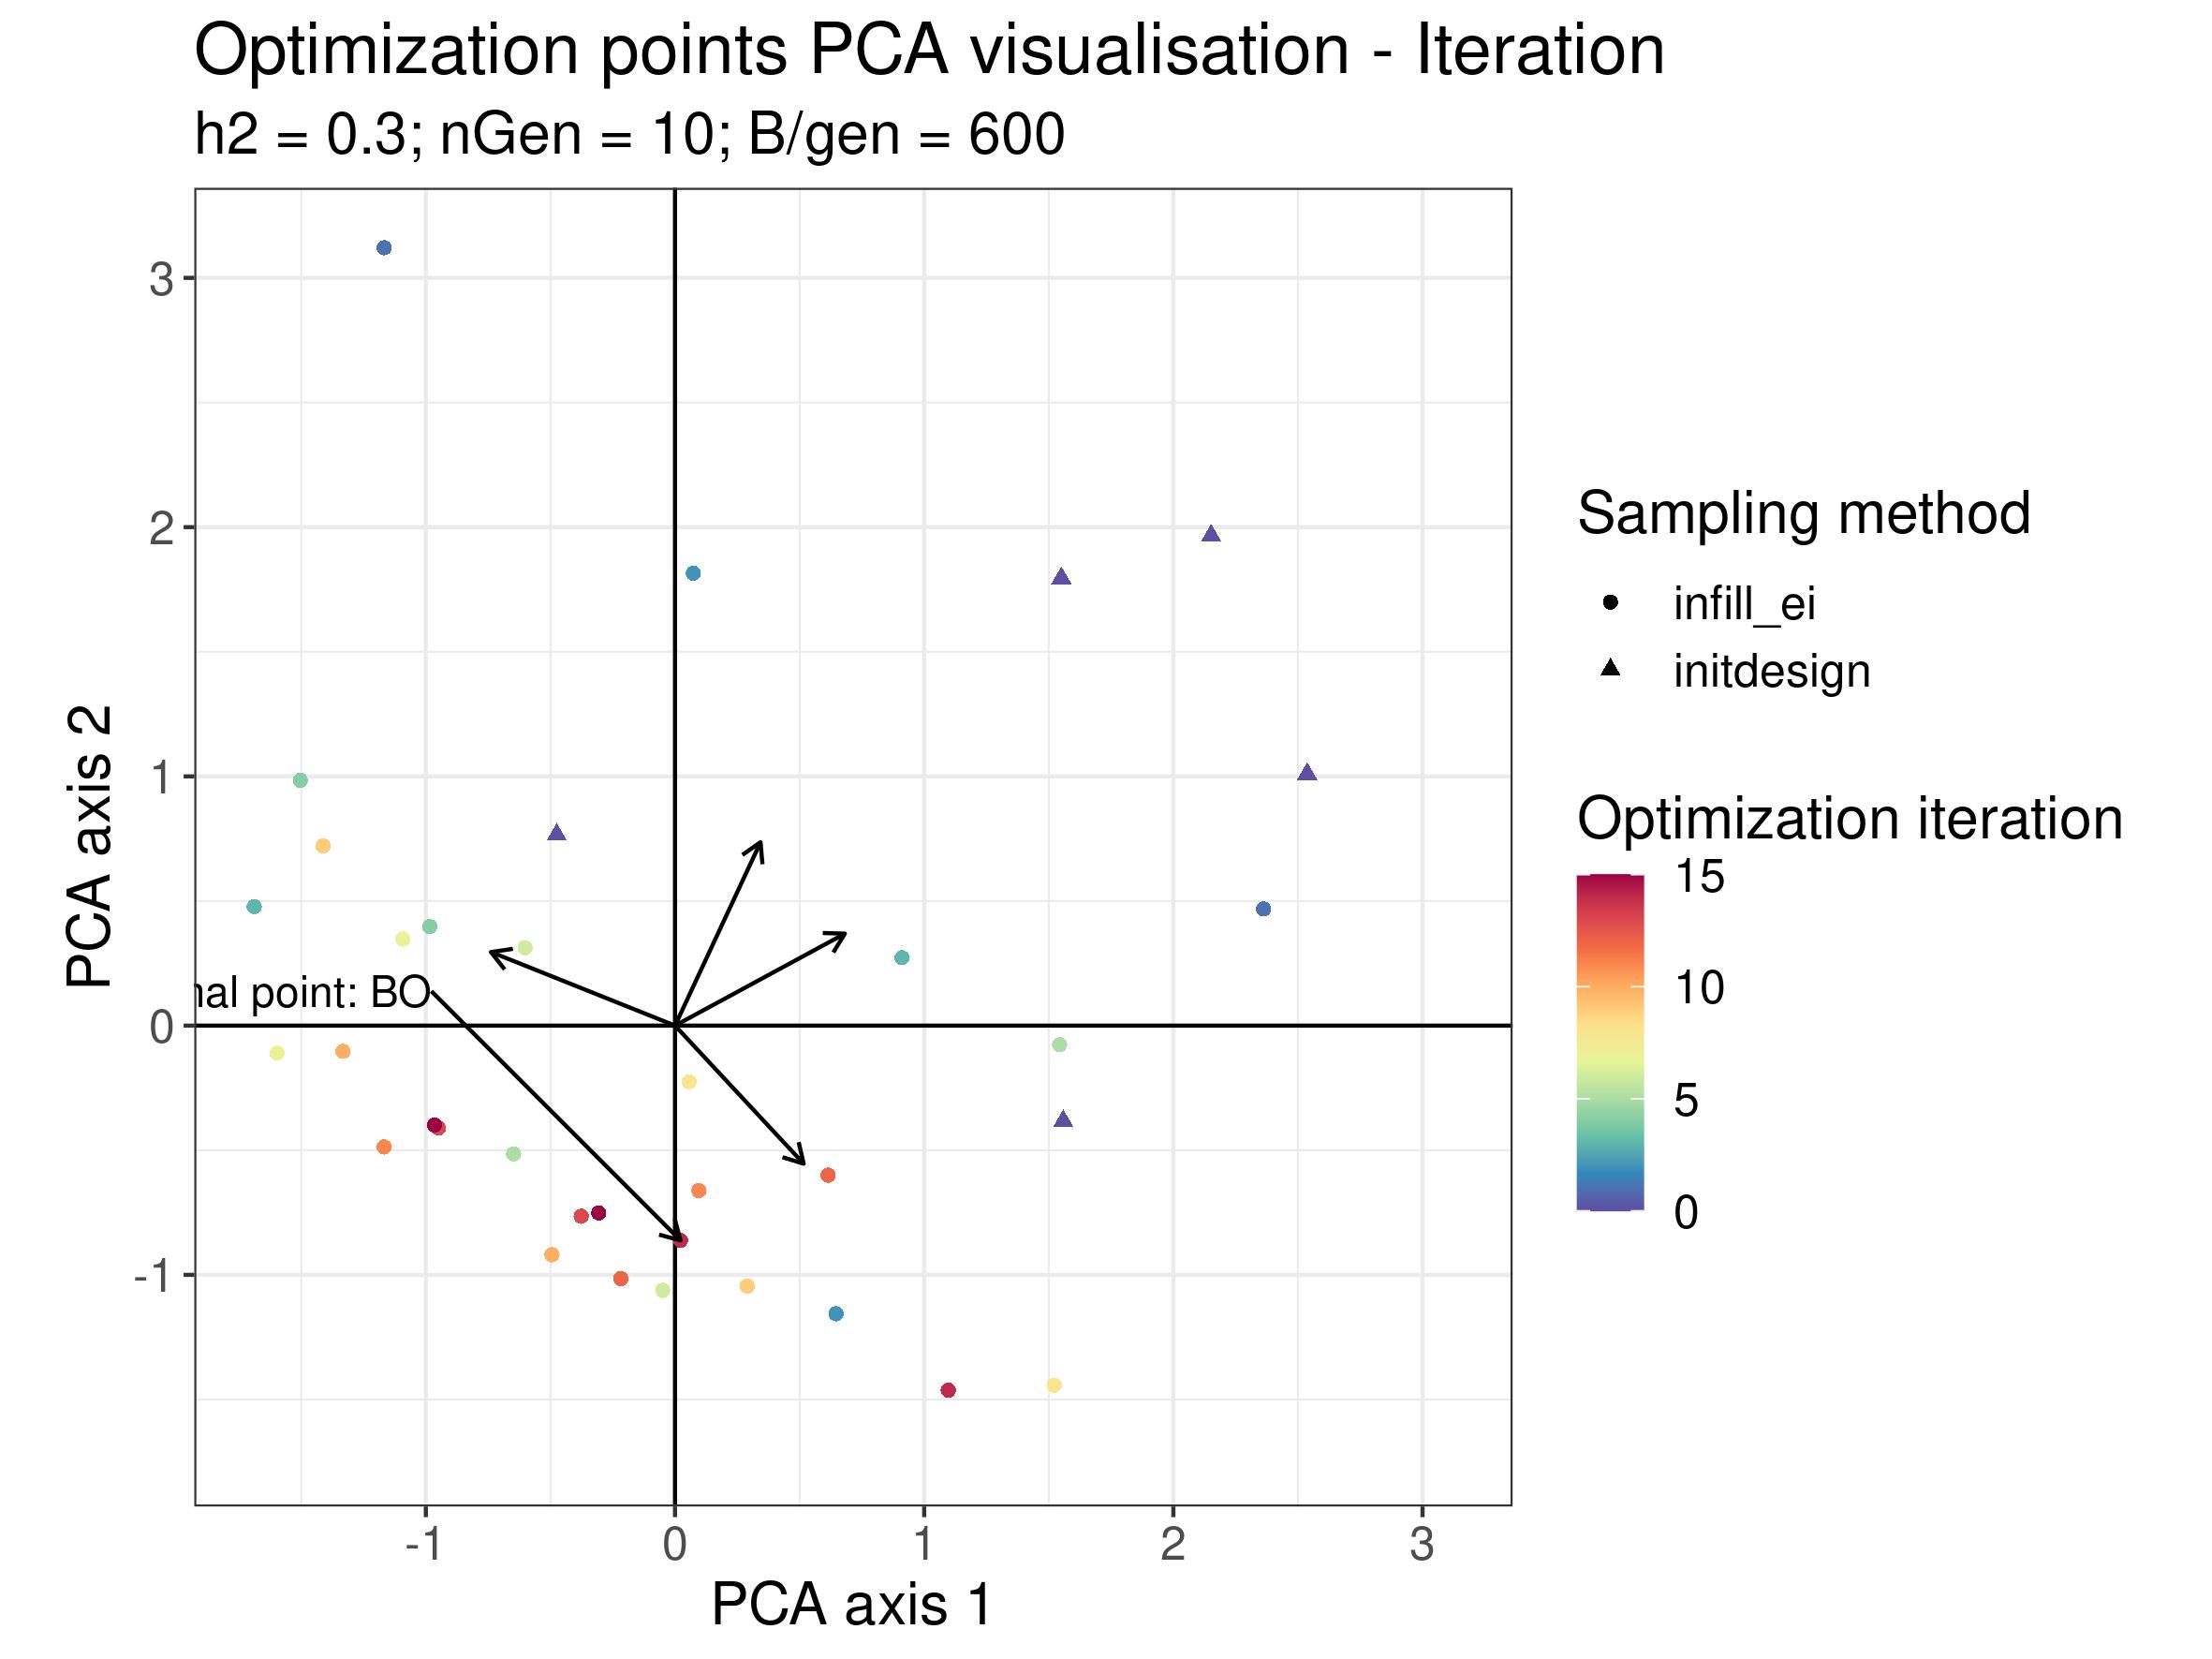 Optimization points PCA visualisation - Iteration
h2 = 0.3; nGen = 10; B/gen = 600
3
2
1
0
-1
PCA axis 2
point: BO
-1
0
1
2
3
PCA axis 1
Sampling method
infill_ei
initdesign
Optimization iteration
15
10
5
0